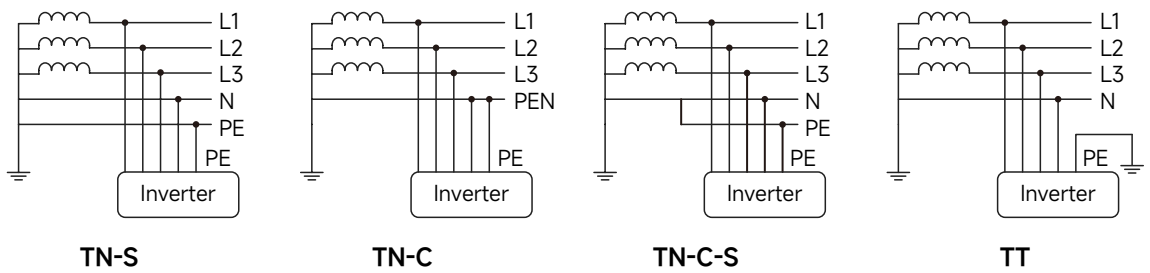 L1
L2
L3
N
PE
PE
Inverter
TN-S
L1
L2
L3
PEN
PE
Inverter
TN-C
L1
L2
L3
N
PE
PE
Inverter
TN-C-S
L1
L2
L3
N
PE
Inverter
TT